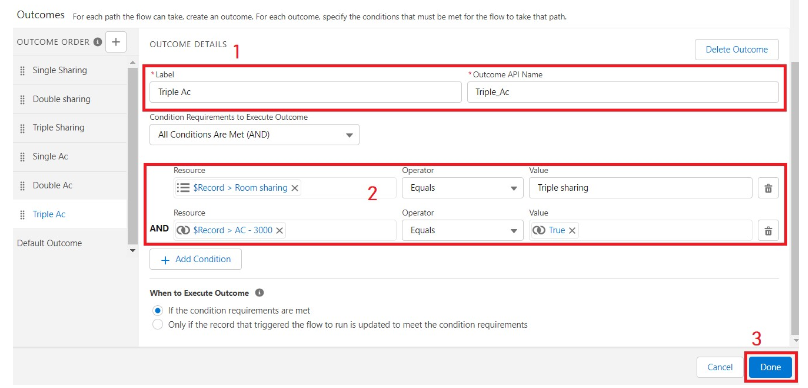 Outcomes For each path the flow can take, create an outcome. For each outcome, specify the conditions that must be met for the flow to take that path.
OUTCOME ORDER i +
Single Sharing
Double sharing
Triple Sharing
Single Ac
Double Ac
Triple Ac
Default Outcome
OUTCOME DETAILS 1 Delete Outcome
*Label *Outcome API Name
Triple Ac Triple_Ac
Condition Requirements to Execute Outcome
All Conditions Are Met (AND)
Resource Operator Value
$Record > Room sharing × Equals Triple sharing
2
Resource Operator Value
AND $Record > AC - 3000 × Equals True ×
+ Add Condition
When to Execute Outcome i
If the condition requirements are met
Only if the record that triggered the flow to run is updated to meet the condition requirements
3
Cancel Done